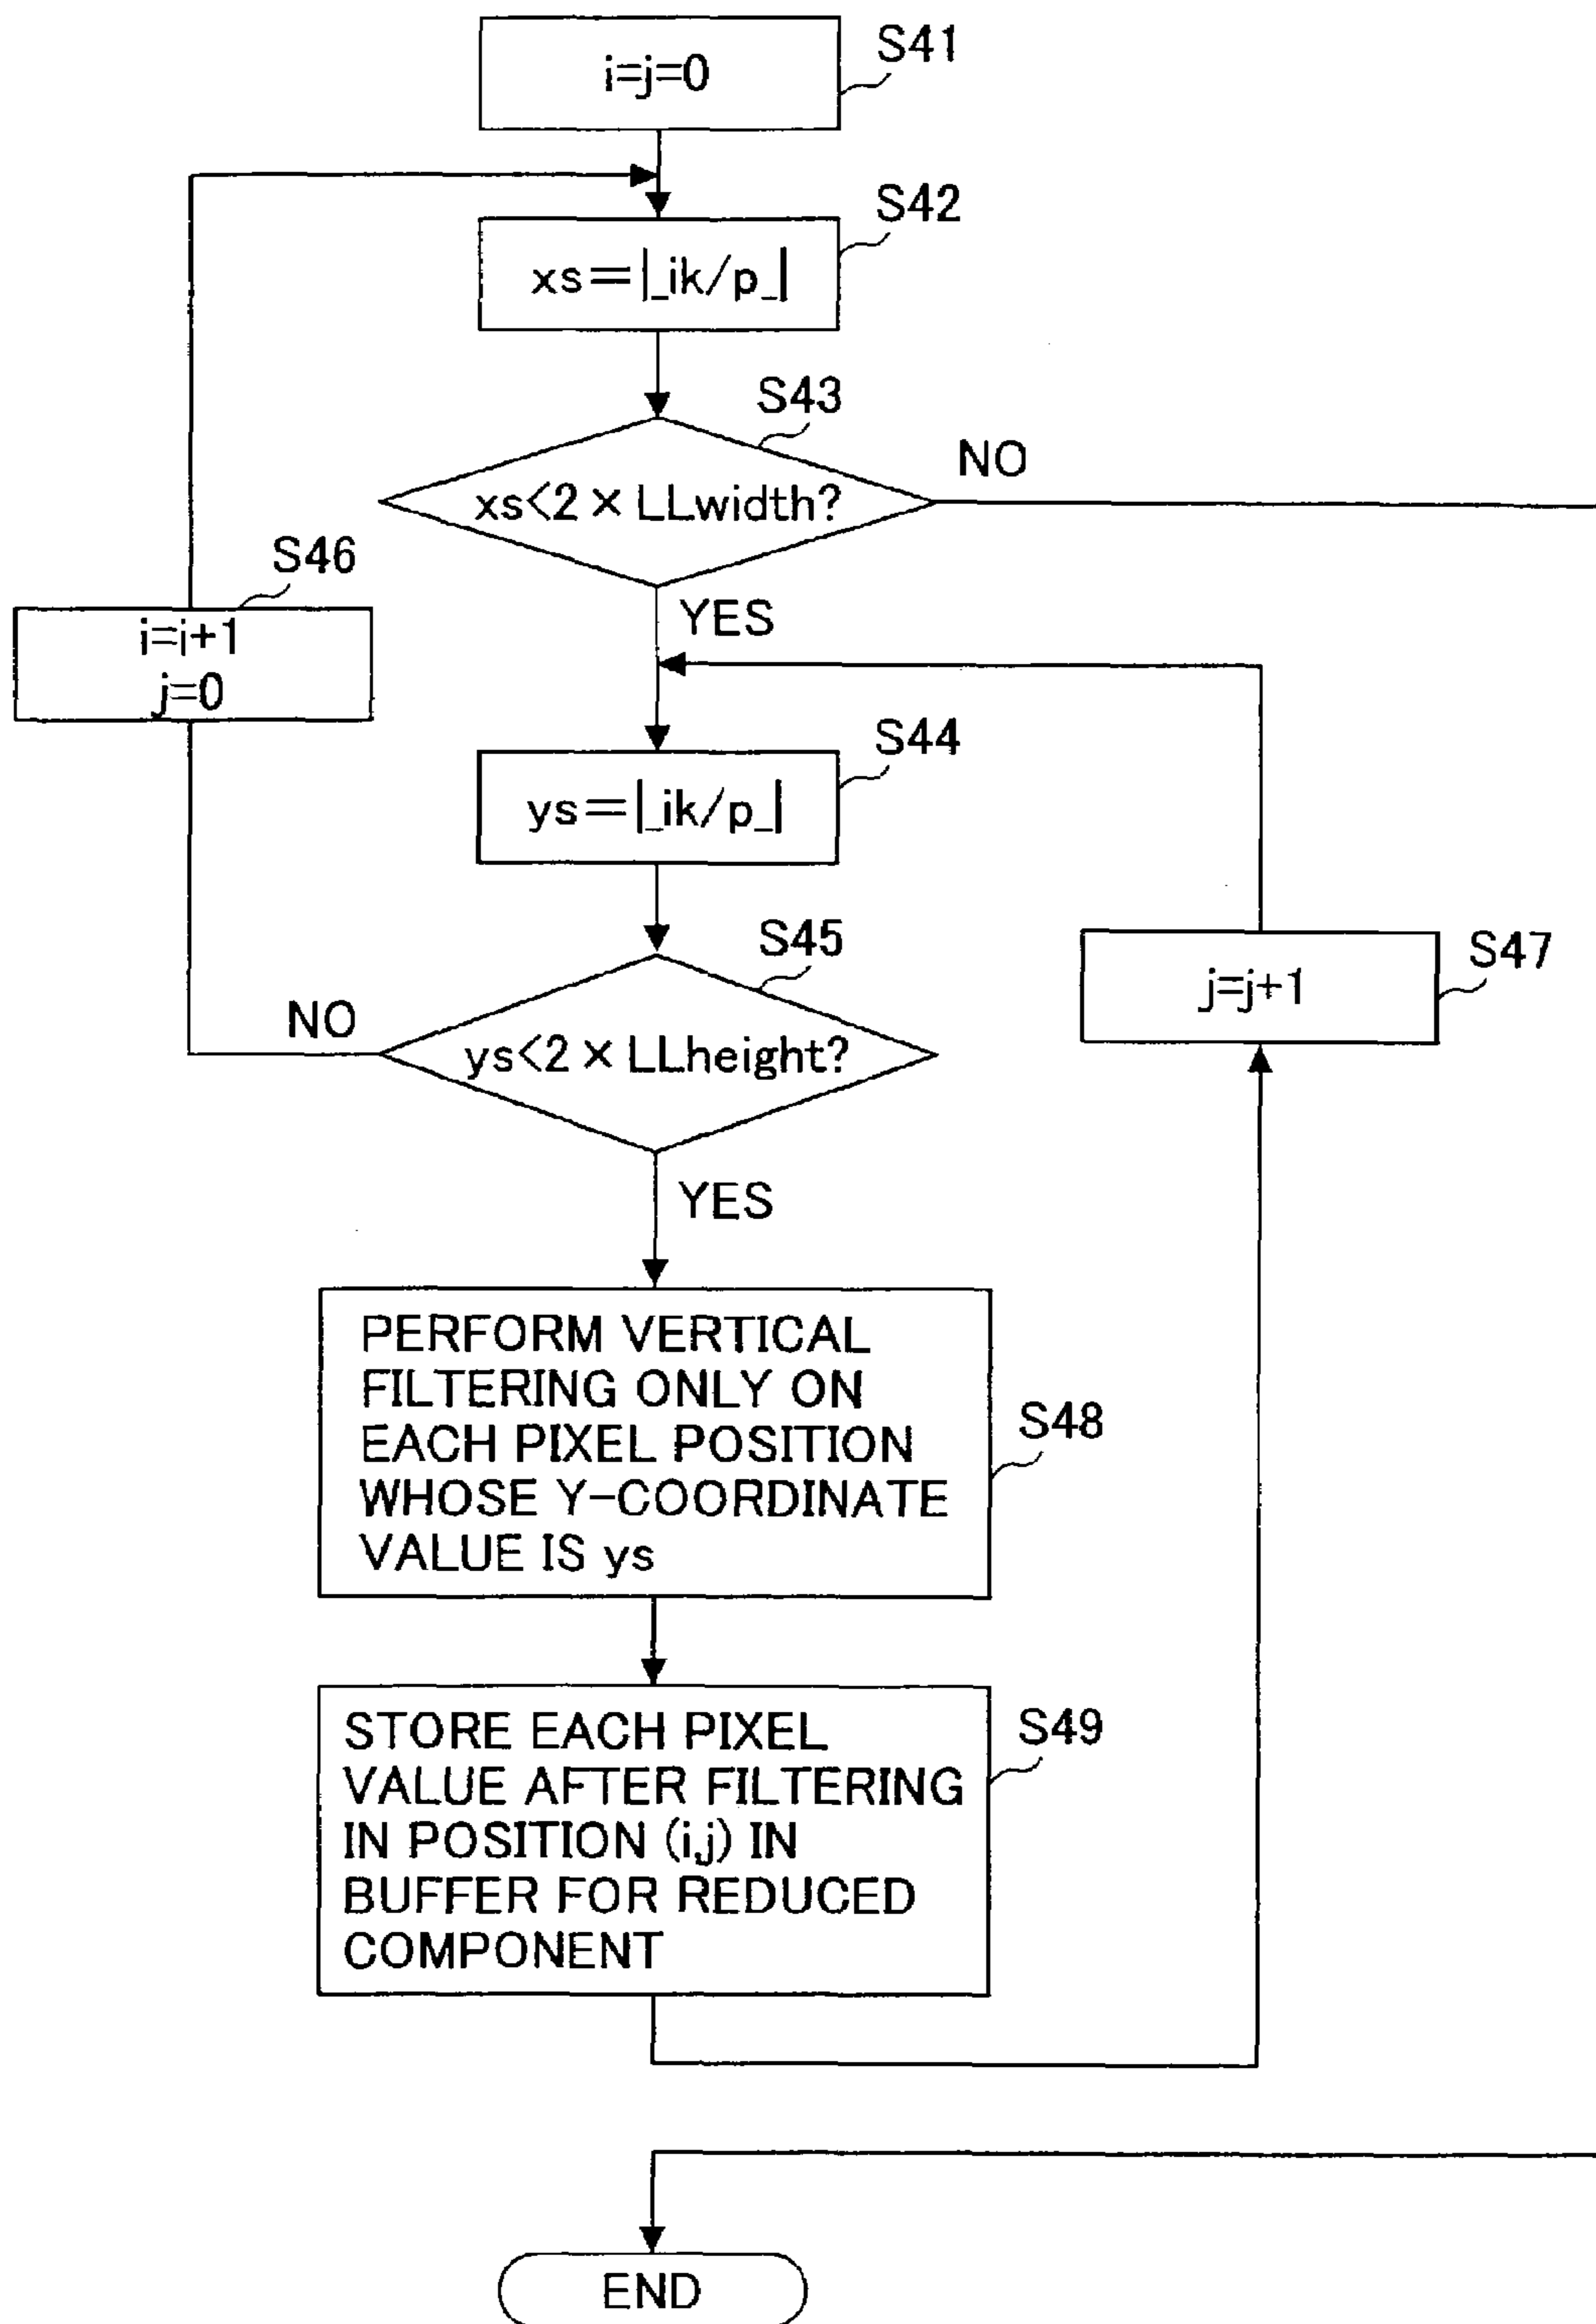 i=j=0
S41
xs=|_ik/p_|
S42
S43
xs<2 × LLwidth?
NO
YES
S46
i=i+1
j=0
ys=|_ik/p_|
S44
S45
ys<2 × LLheight?
NO
YES
j=j+1
S47
PERFORM VERTICAL
FILTERING ONLY ON
EACH PIXEL POSITION
WHOSE Y-COORDINATE
VALUE IS ys
S48
STORE EACH PIXEL
VALUE AFTER FILTERING
IN POSITION (i,j) IN
BUFFER FOR REDUCED
COMPONENT
S49
END